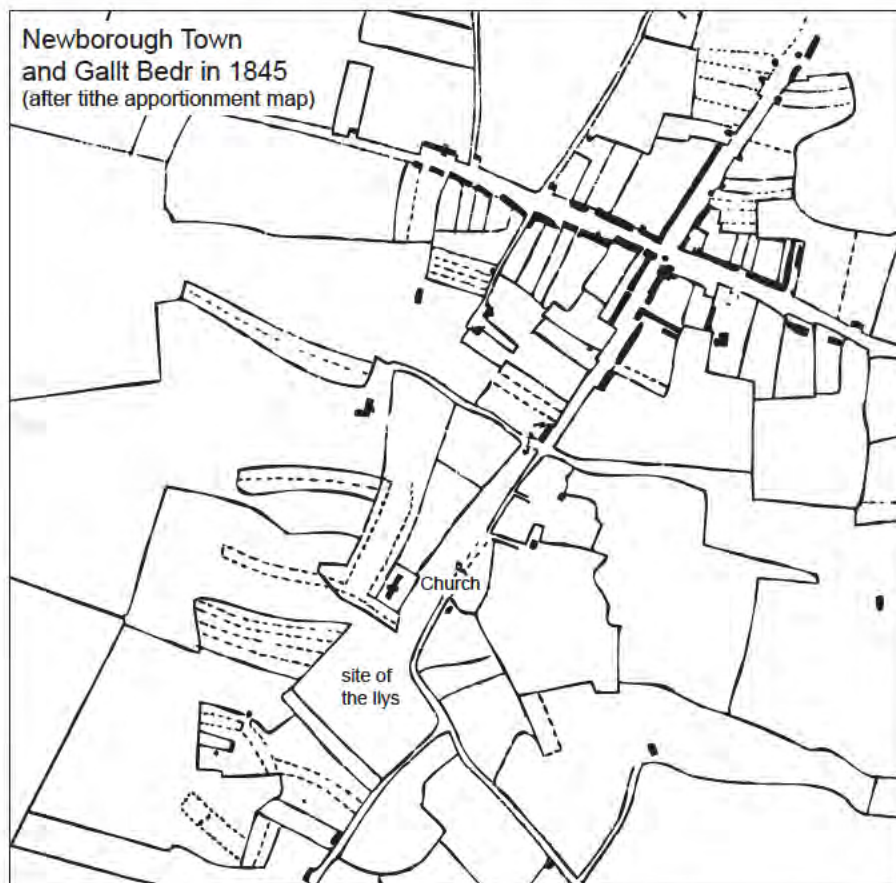 Newborough Town
and Gallt Bedr in 1845
(after tithe apportionment map)
Church
site of
the llys